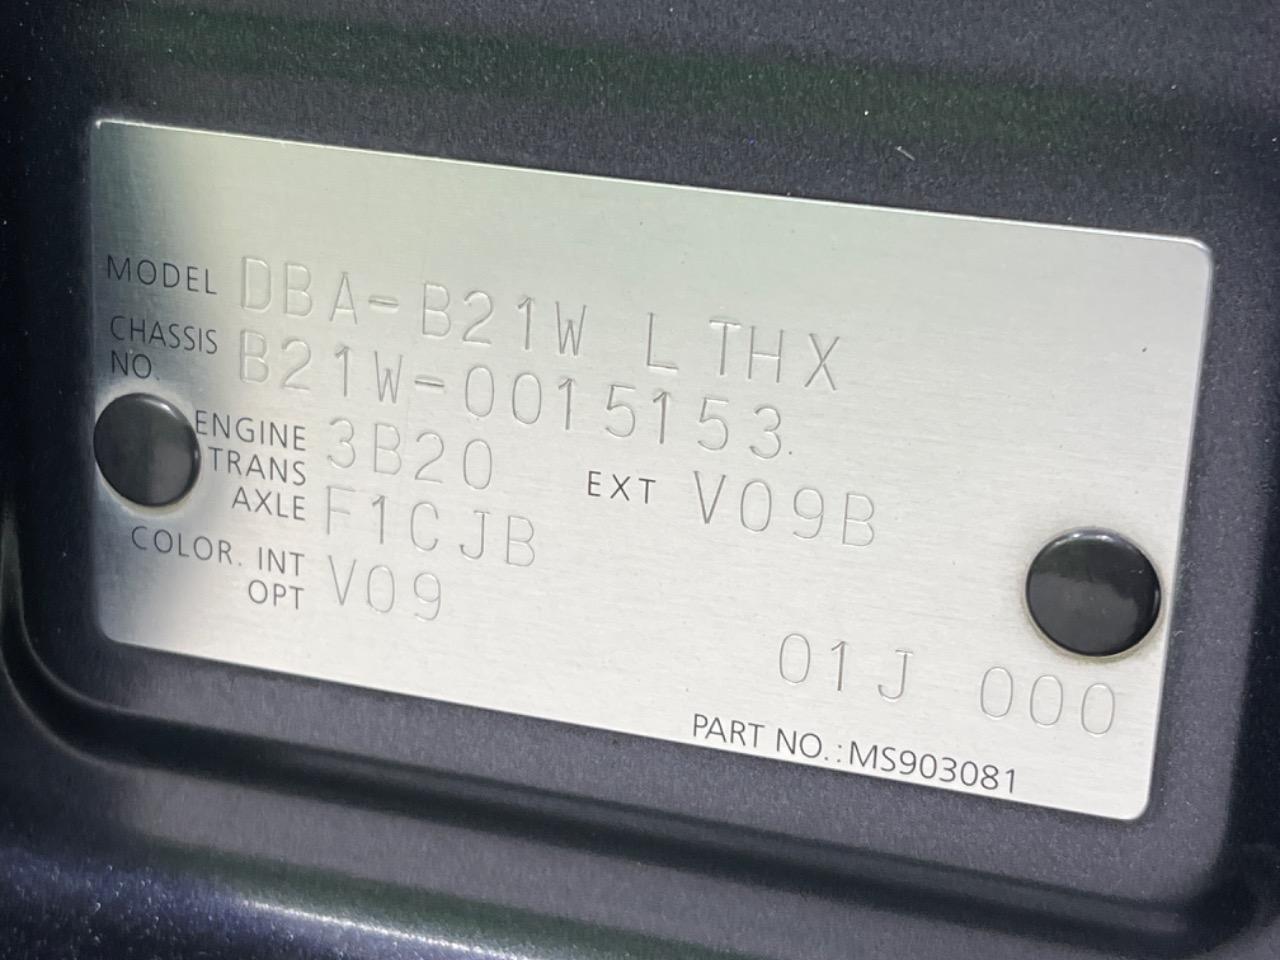 MODEL DBA-B21W LTHX
CHASSIS NO. B21W-0015153
ENGINE 3B20 EXT V09B
TRANS AXLE F1CJB
COLOR. INT OPT V09
01J 000
PART NO.:MS903081